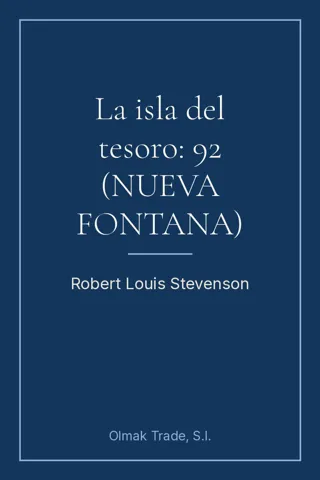 La isla del
tesoro: 92
(NUEVA
FONTANA)
Robert Louis Stevenson
Olmak Trade, S.l.